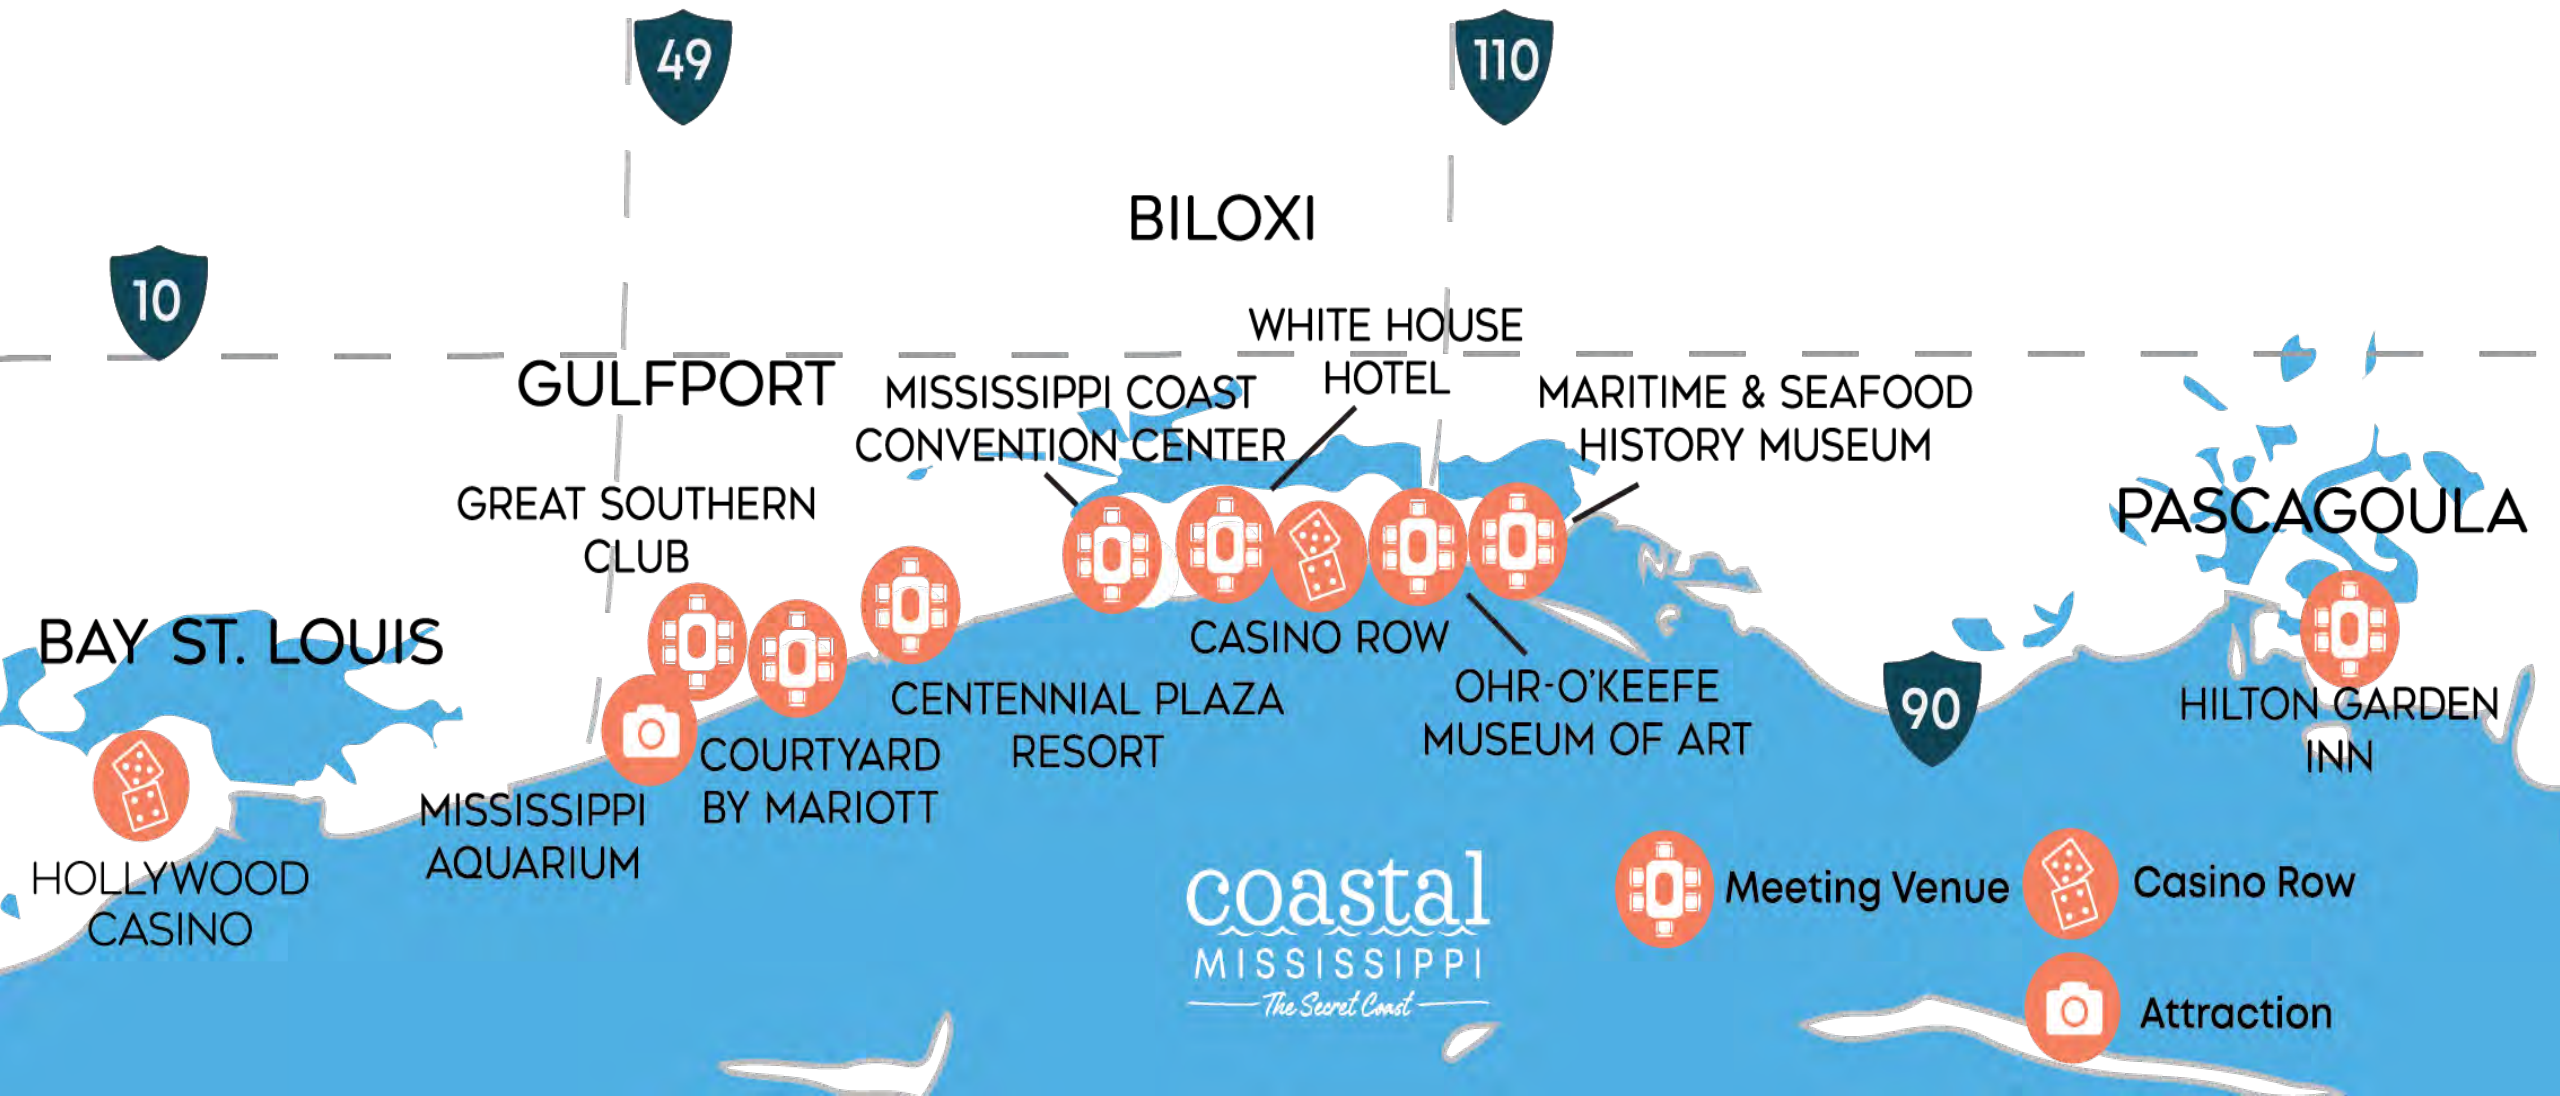 49
110
BILOXI
10
WHITE HOUSE
HOTEL
GULFPORT
MISSISSIPPI COAST
CONVENTION CENTER
MARITIME & SEAFOOD
HISTORY MUSEUM
GREAT SOUTHERN
CLUB
PASCAGOULA
BAY ST. LOUIS
CASINO ROW
CENTENNIAL PLAZA
RESORT
OHR-O'KEEFE
MUSEUM OF ART
90
HILTON GARDEN
INN
COURTYARD
BY MARIOTT
MISSISSIPPI
AQUARIUM
HOLLYWOOD
CASINO
coastal
MISSISSIPPI
The Secret Coast
Meeting Venue
Casino Row
Attraction